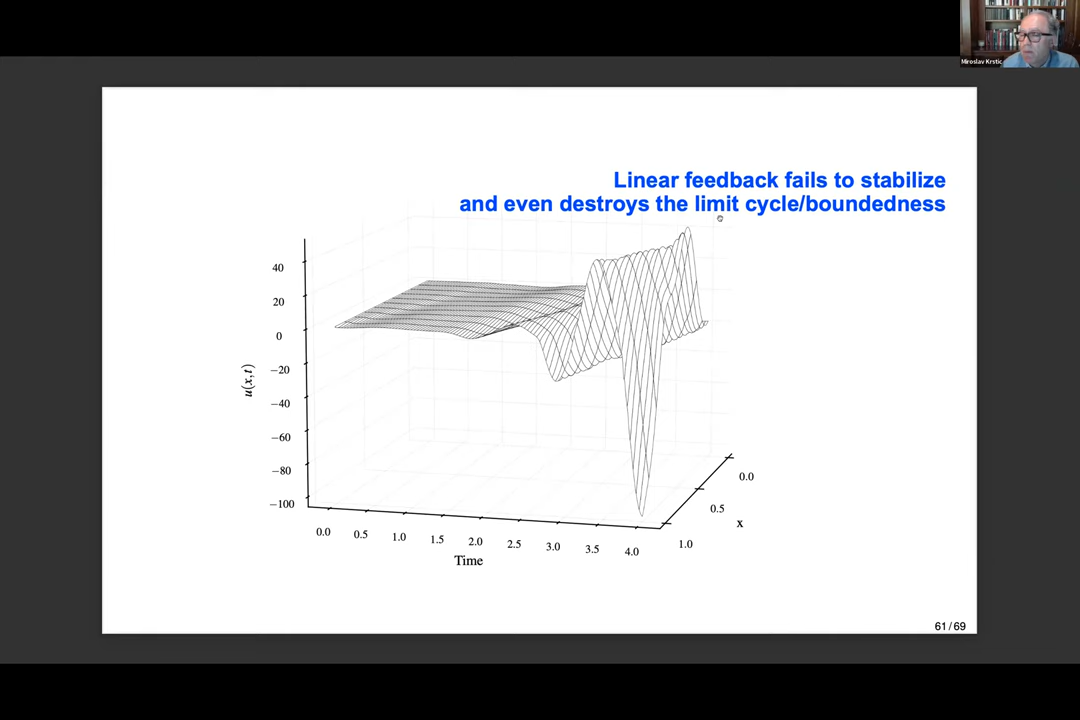 Miroslav Krstic
Linear feedback fails to stabilize
and even destroys the limit cycle/boundedness
40
20
0
−20
−40
−60
−80
−100
u(x,t)
0.0
0.5
1.0
1.5
2.0
2.5
3.0
3.5
4.0
Time
0.0
0.5
1.0
x
61 / 69